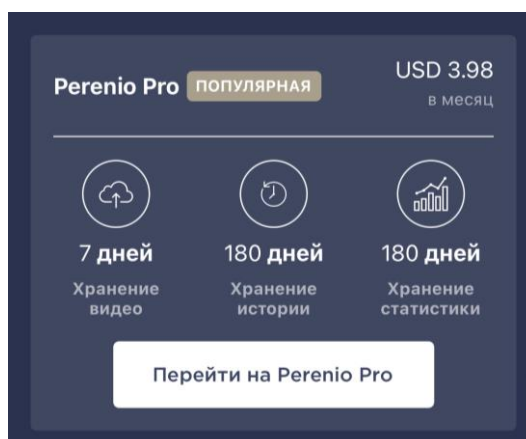 Perenio Pro ПОПУЛЯРНАЯ USD 3.98
в месяц
7 дней 180 дней 180 дней
Хранение Хранение Хранение
видео истории статистики
Перейти на Perenio Pro